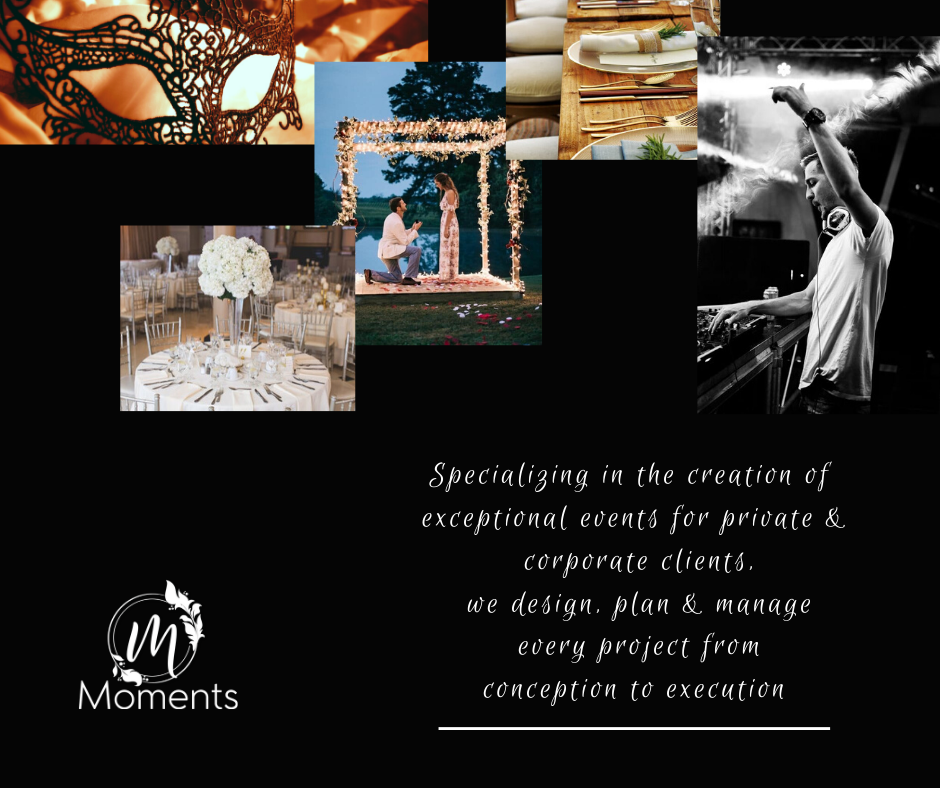 Specializing in the creation of
exceptional events for private &
corporate clients,
we design, plan & manage
every project from
conception to execution
M
Moments